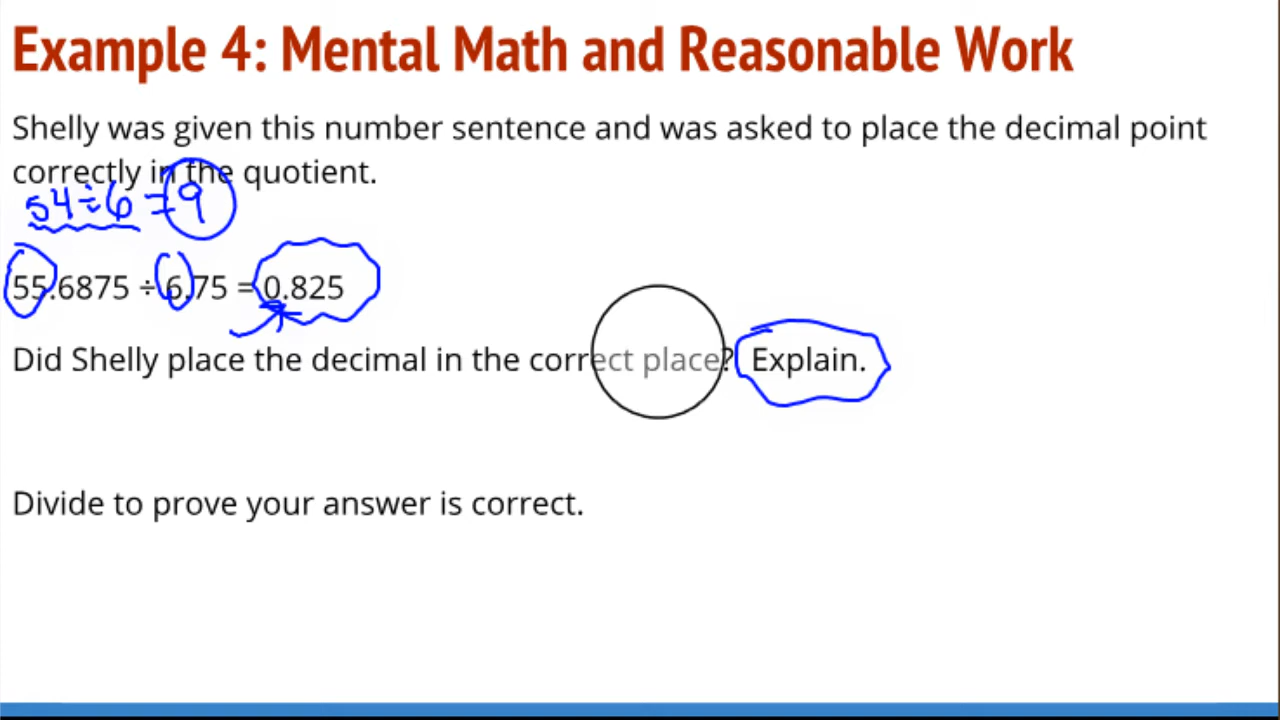 Example 4: Mental Math and Reasonable Work
Shelly was given this number sentence and was asked to place the decimal point
correctly in the quotient.
54÷6 =9
55.6875 ÷ 6.75 = 0.825
Did Shelly place the decimal in the correct place? Explain.
Divide to prove your answer is correct.